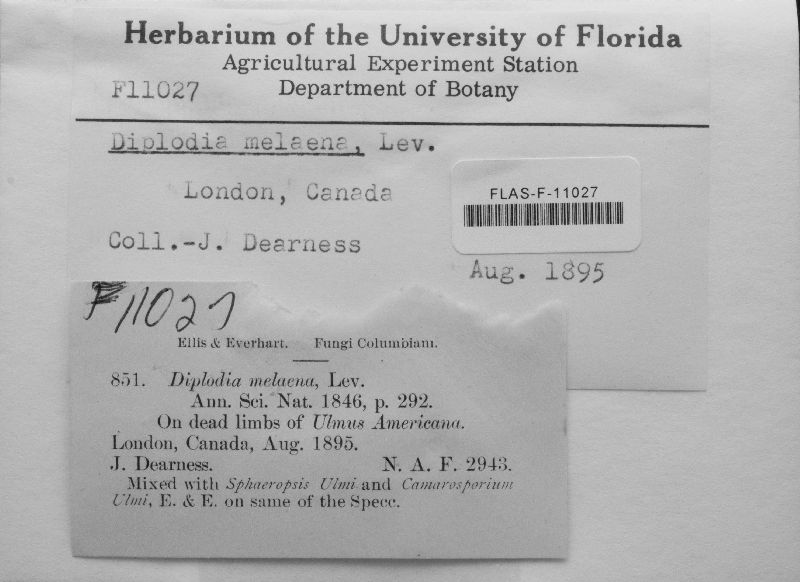 Herbarium of the University of Florida
Agricultural Experiment Station
F11027 Department of Botany
Diplodia melaena, Lev.
London, Canada
FLAS-F-11027
Coll.-J. Dearness
Aug. 1895
F11027
Ellis & Everhart. Fungi Columbiani.
851. Diplodia melaena, Lev.
Ann. Sci. Nat. 1846, p. 292.
On dead limbs of Ulmus Americana.
London, Canada, Aug. 1895.
J. Dearness. N. A. F. 2943.
Mixed with Sphaeropsis Ulmi and Camarosporium
Ulmi, E. & E. on same of the Specc.